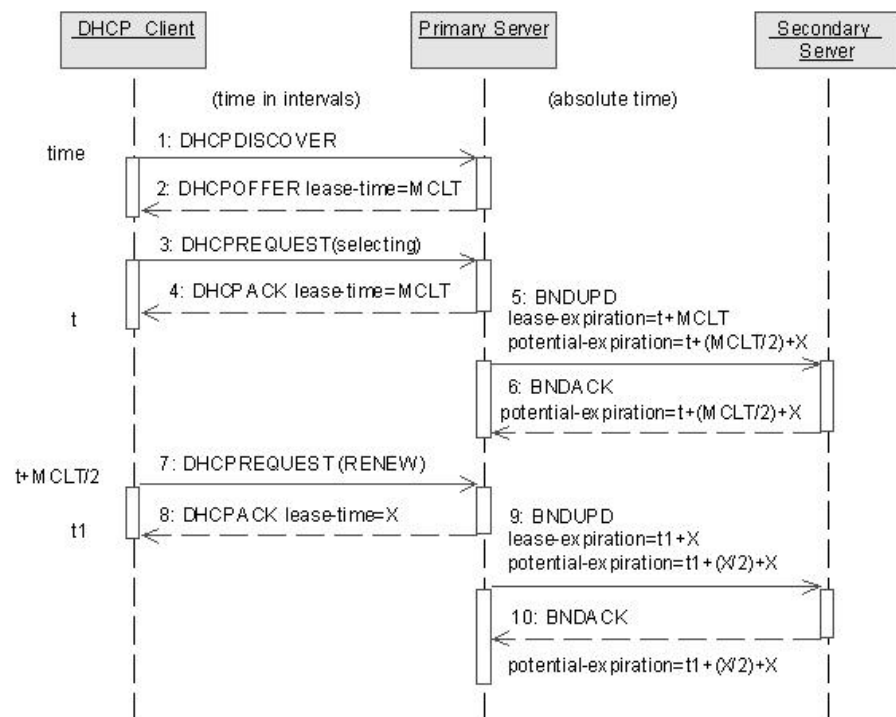 DHCP Client
Primary Server
Secondary
Server
(time in intervals)
(absolute time)
time
1: DHCPDISCOVER
2: DHCPOFFER lease-time=MCLT
3: DHCPREQUEST(selecting)
4: DHCPACK lease-time=MCLT
t
5: BNDUPD
lease-expiration=t+MCLT
potential-expiration=t+(MCLT/2)+X
6: BNDACK
potential-expiration=t+(MCLT/2)+X
t+MCLT/2
7: DHCPREQUEST(RENEW)
t1
8: DHCPACK lease-time=X
9: BNDUPD
lease-expiration=t1+X
potential-expiration=t1+(X/2)+X
10: BNDACK
potential-expiration=t1+(X/2)+X